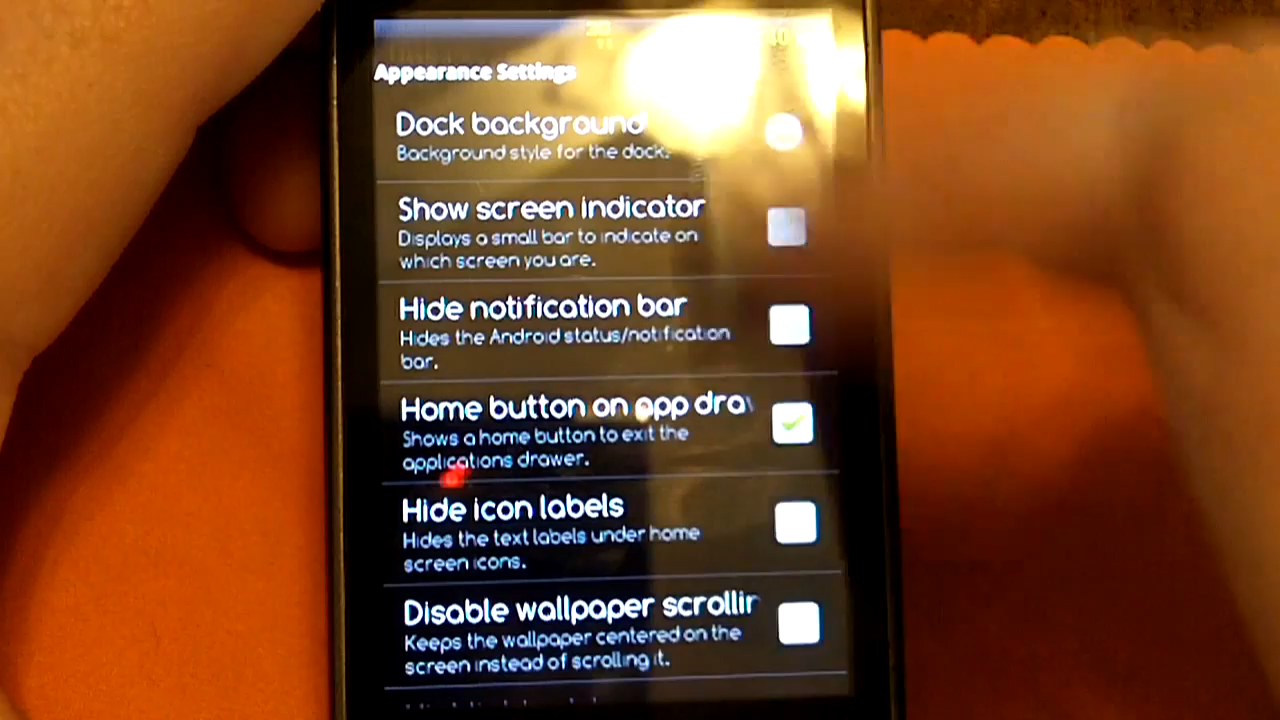 Appearance Settings
Dock background
Background style for the dock.
Show screen indicator
Displays a small bar to indicate on
which screen you are.
Hide notification bar
Hides the Android status/notification
bar.
Home button on app dra
Shows a home button to exit the
applications drawer.
Hide icon labels
Hides the text labels under home
screen icons.
Disable wallpaper scrollin
Keeps the wallpaper centered on the
screen instead of scrolling it.